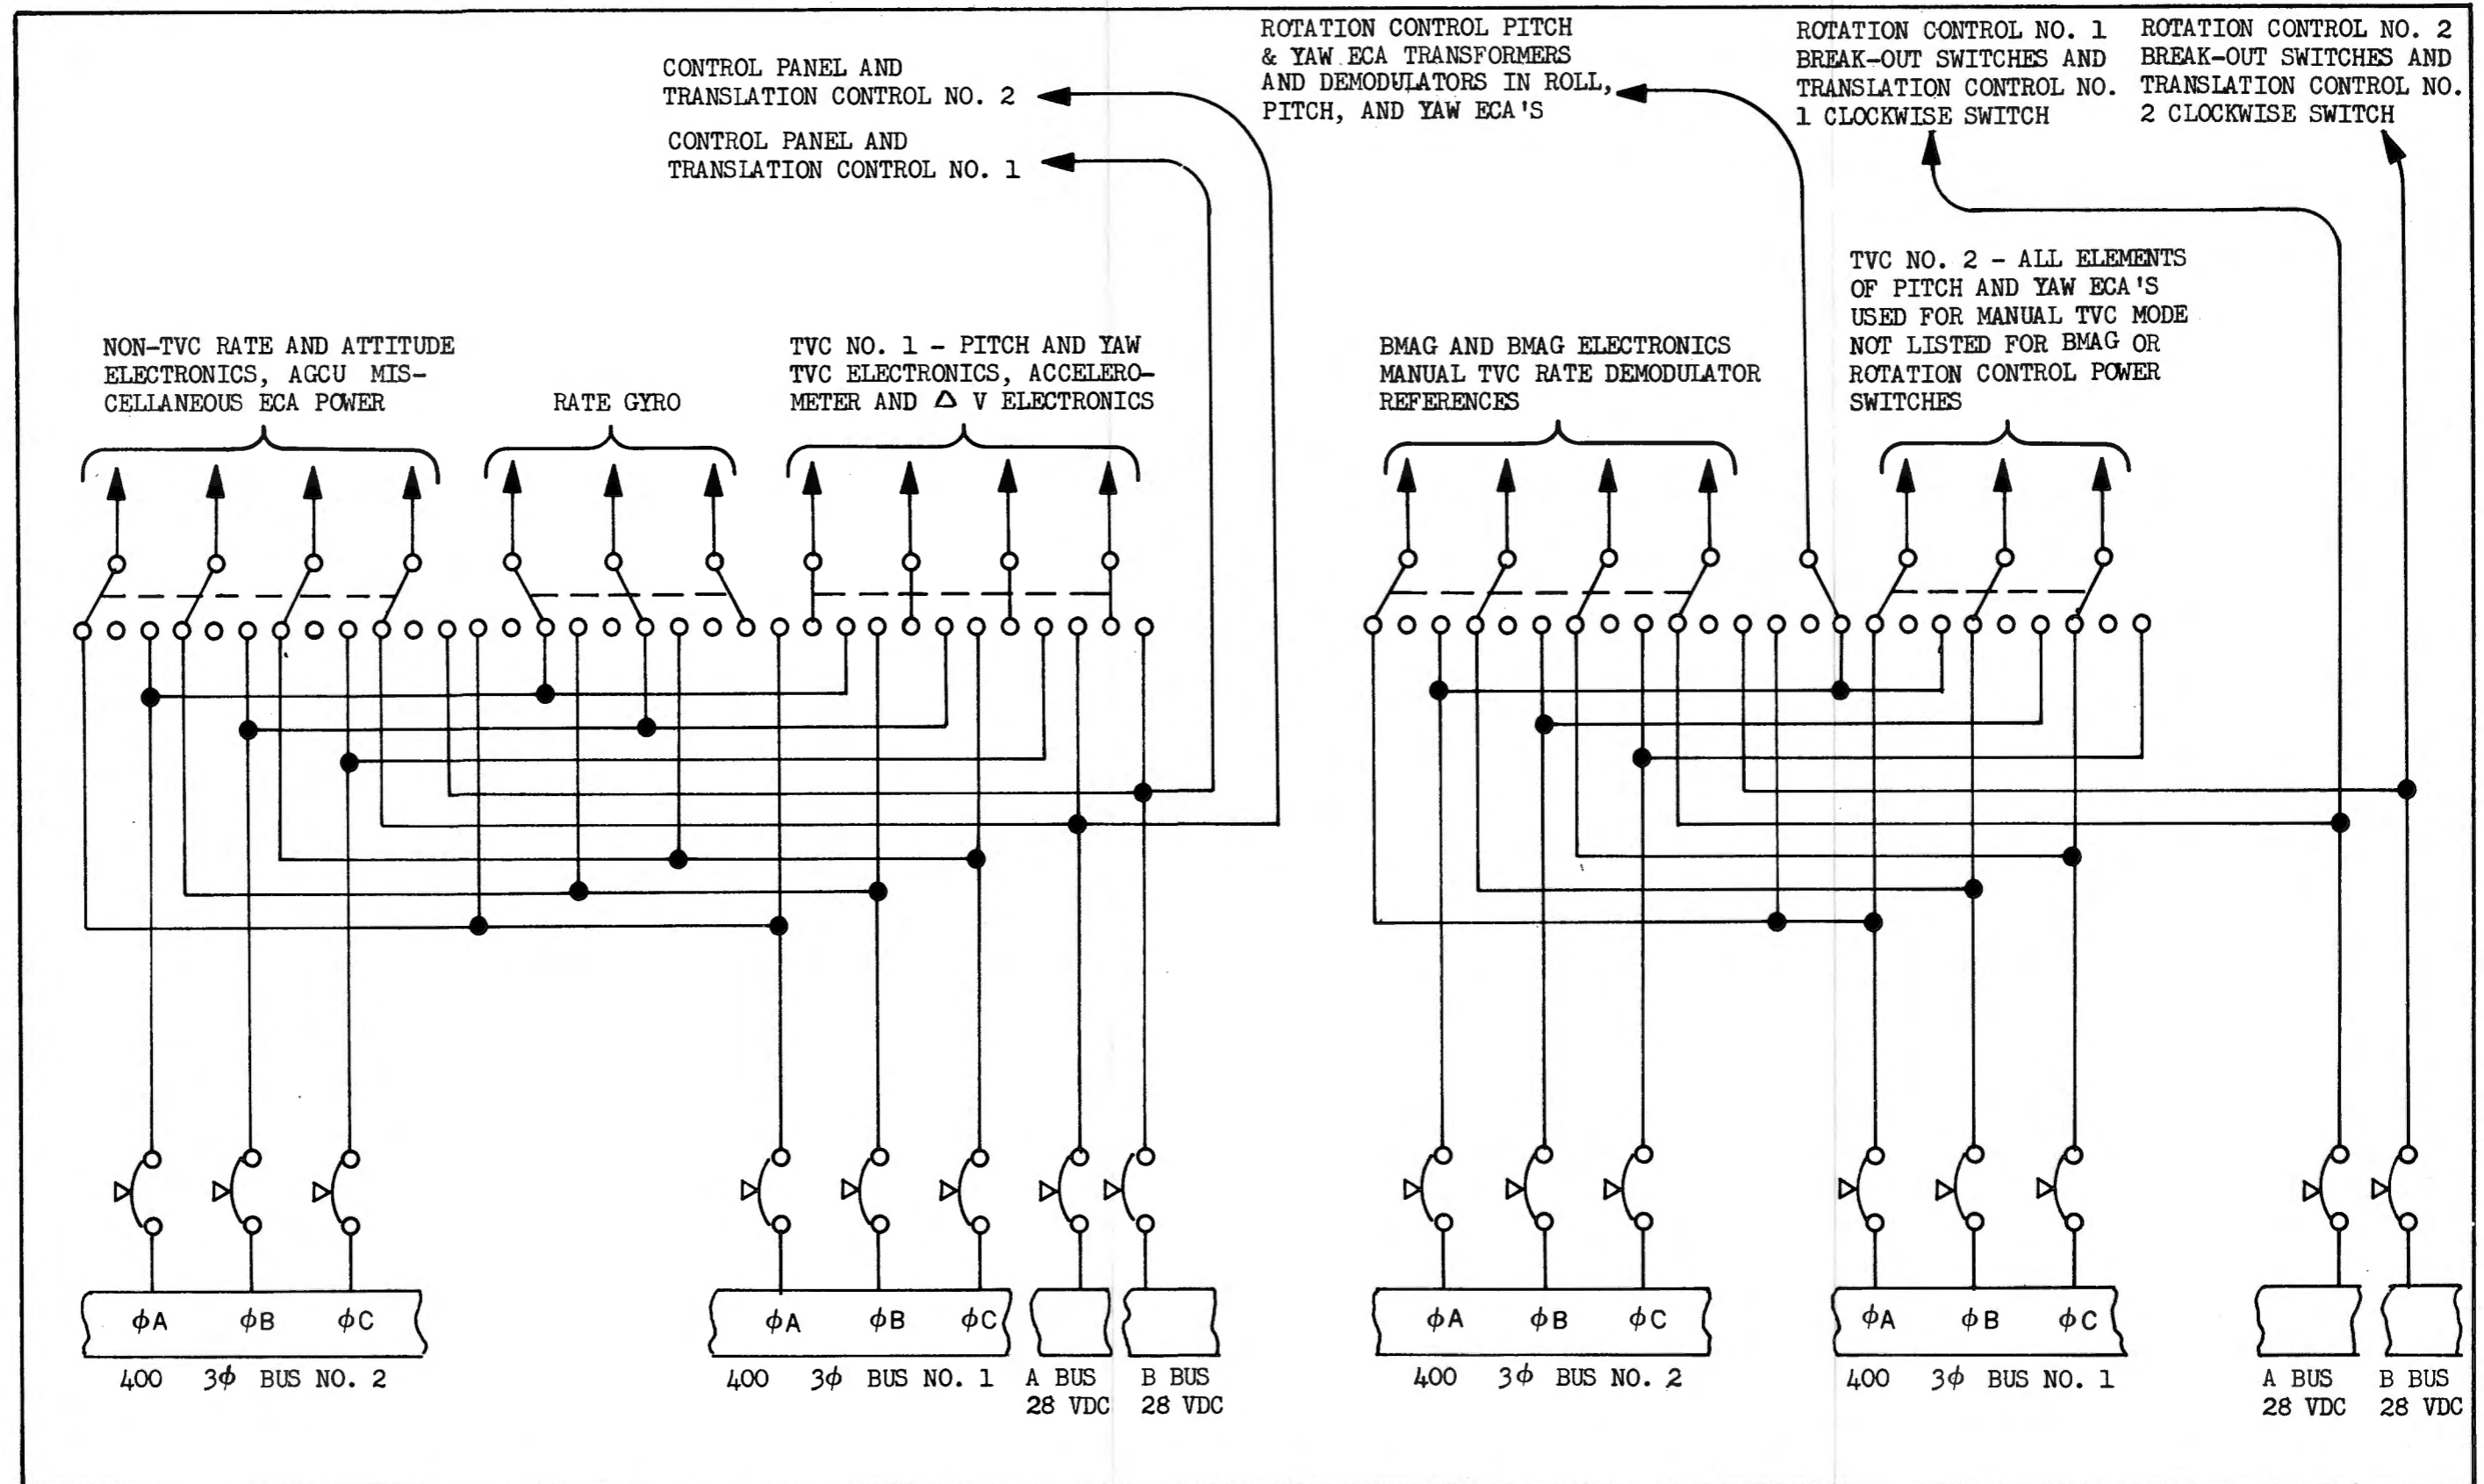 CONTROL PANEL AND
TRANSLATION CONTROL NO. 2
CONTROL PANEL AND
TRANSLATION CONTROL NO. 1
ROTATION CONTROL PITCH
& YAW ECA TRANSFORMERS
AND DEMODULATORS IN ROLL,
PITCH, AND YAW ECA'S
ROTATION CONTROL NO. 1
BREAK-OUT SWITCHES AND
TRANSLATION CONTROL NO.
1 CLOCKWISE SWITCH
ROTATION CONTROL NO. 2
BREAK-OUT SWITCHES AND
TRANSLATION CONTROL NO.
2 CLOCKWISE SWITCH
NON-TVC RATE AND ATTITUDE
ELECTRONICS, AGCU MIS-
CELLANEOUS ECA POWER
RATE GYRO
TVC NO. 1 - PITCH AND YAW
TVC ELECTRONICS, ACCELERO-
METER AND Δ V ELECTRONICS
BMAG AND BMAG ELECTRONICS
MANUAL TVC RATE DEMODULATOR
REFERENCES
TVC NO. 2 - ALL ELEMENTS
OF PITCH AND YAW ECA'S
USED FOR MANUAL TVC MODE
NOT LISTED FOR BMAG OR
ROTATION CONTROL POWER
SWITCHES
ϕA ϕB ϕC
400 3ϕ BUS NO. 2
ϕA ϕB ϕC
400 3ϕ BUS NO. 1
A BUS
28 VDC
B BUS
28 VDC
ϕA ϕB ϕC
400 3ϕ BUS NO. 2
ϕA ϕB ϕC
400 3ϕ BUS NO. 1
A BUS
28 VDC
B BUS
28 VDC